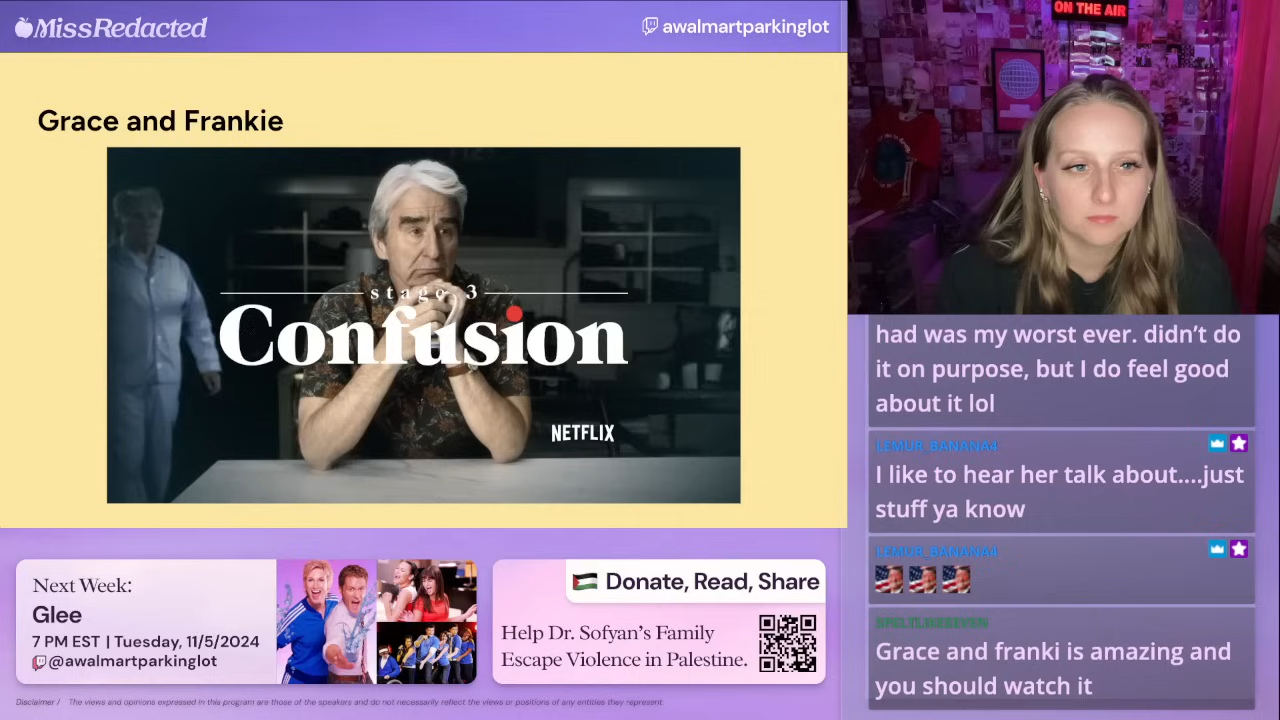 MissRedacted
awalmartparkinglot
ON THE AIR
Grace and Frankie
stage 3
Confusion
NETFLIX
had was my worst ever. didn’t do
it on purpose, but I do feel good
about it lol
LEMUR_BANANA4
I like to hear her talk about....just
stuff ya know
LEMUR_BANANA4
Grace and franki is amazing and
you should watch it
Next Week:
Glee
7 PM EST | Tuesday, 11/5/2024
@awalmartparkinglot
Donate, Read, Share
Help Dr. Sofyan’s Family
Escape Violence in Palestine.
Disclaimer / The views and opinions expressed in this program are those of the speakers and do not necessarily reflect the views or positions of any entities they represent.